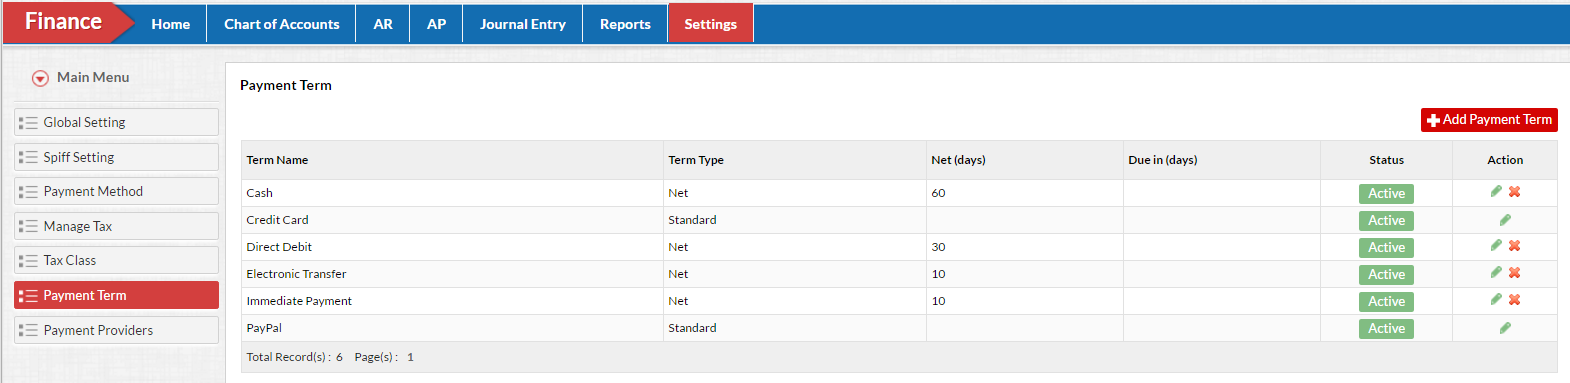 Finance Home Chart of Accounts AR AP Journal Entry Reports Settings
Main Menu
Global Setting
Spiff Setting
Payment Method
Manage Tax
Tax Class
Payment Term
Payment Providers
Payment Term
Add Payment Term
Term Name Term Type Net (days) Due in (days) Status Action
Cash Net 60 Active
Credit Card Standard Active
Direct Debit Net 30 Active
Electronic Transfer Net 10 Active
Immediate Payment Net 10 Active
PayPal Standard Active
Total Record(s) : 6 Page(s) : 1